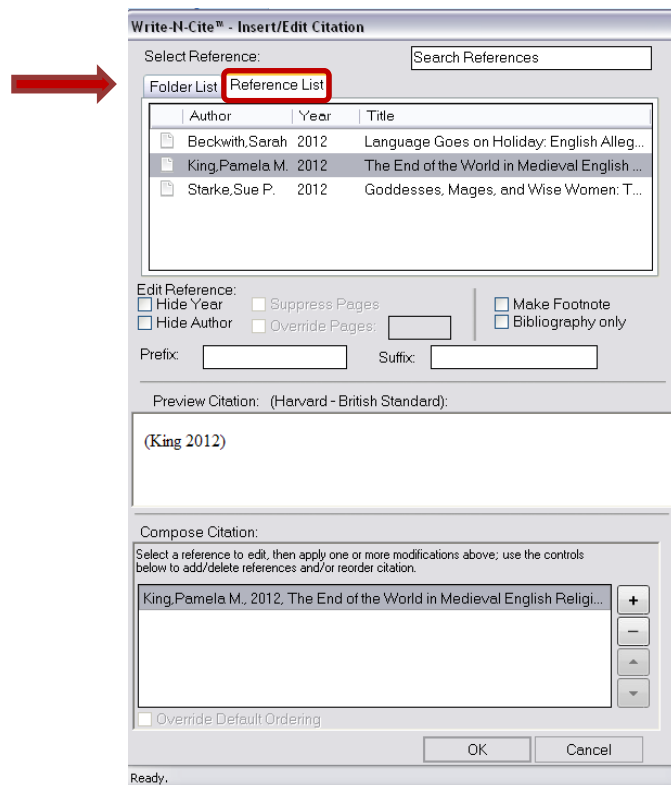 Write-N-Cite™ - Insert/Edit Citation
Select Reference: Search References
Folder List Reference List
Author Year Title
Beckwith,Sarah 2012 Language Goes on Holiday: English Alleg...
King,Pamela M. 2012 The End of the World in Medieval English ...
Starke,Sue P. 2012 Goddesses, Mages, and Wise Women: T...
Edit Reference:
Hide Year Suppress Pages Make Footnote
Hide Author Override Pages: Bibliography only
Prefix: Suffix:
Preview Citation: (Harvard - British Standard):
(King 2012)
Compose Citation:
Select a reference to edit, then apply one or more modifications above; use the controls
below to add/delete references and/or reorder citation.
King,Pamela M., 2012, The End of the World in Medieval English Religi...
Override Default Ordering
OK Cancel
Ready.